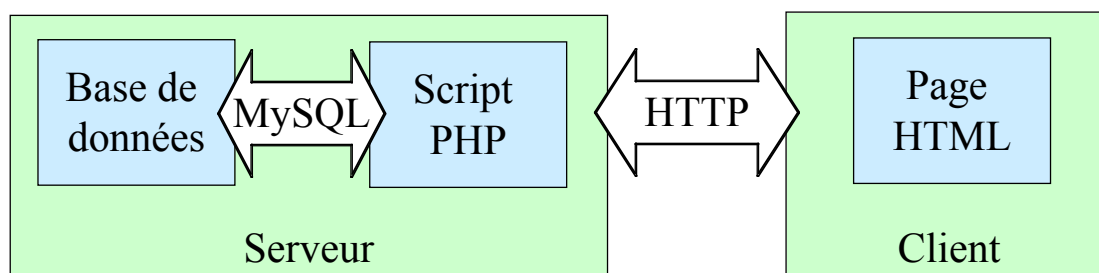 Base de
données
MySQL
Script
PHP
HTTP
Page
HTML
Serveur
Client